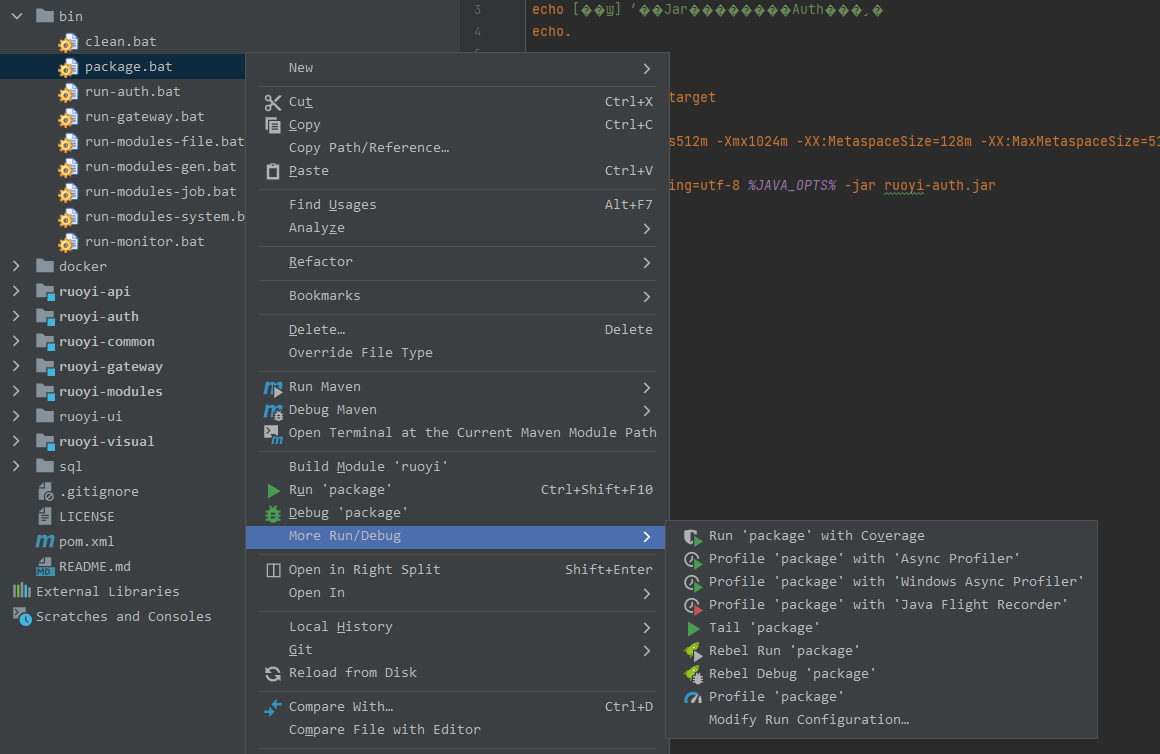 bin
clean.bat
package.bat
run-auth.bat
run-gateway.bat
run-modules-file.bat
run-modules-gen.bat
run-modules-job.bat
run-modules-system.b
run-monitor.bat
docker
ruoyi-api
ruoyi-auth
ruoyi-common
ruoyi-gateway
ruoyi-modules
ruoyi-ui
ruoyi-visual
sql
.gitignore
LICENSE
pom.xml
README.md
External Libraries
Scratches and Consoles
3 echo [��Ϣ] ʹ��Jar��������Auth���̡�
4 echo.
target
s512m -Xmx1024m -XX:MetaspaceSize=128m -XX:MaxMetaspaceSize=51
ing=utf-8 %JAVA_OPTS% -jar ruoyi-auth.jar
New
Cut Ctrl+X
Copy Ctrl+C
Copy Path/Reference…
Paste Ctrl+V
Find Usages Alt+F7
Analyze
Refactor
Bookmarks
Delete… Delete
Override File Type
Run Maven
Debug Maven
Open Terminal at the Current Maven Module Path
Build Module 'ruoyi'
Run 'package' Ctrl+Shift+F10
Debug 'package'
More Run/Debug
Open in Right Split Shift+Enter
Open In
Local History
Git
Reload from Disk
Compare With… Ctrl+D
Compare File with Editor
Run 'package' with Coverage
Profile 'package' with 'Async Profiler'
Profile 'package' with 'Windows Async Profiler'
Profile 'package' with 'Java Flight Recorder'
Tail 'package'
Rebel Run 'package'
Rebel Debug 'package'
Profile 'package'
Modify Run Configuration…